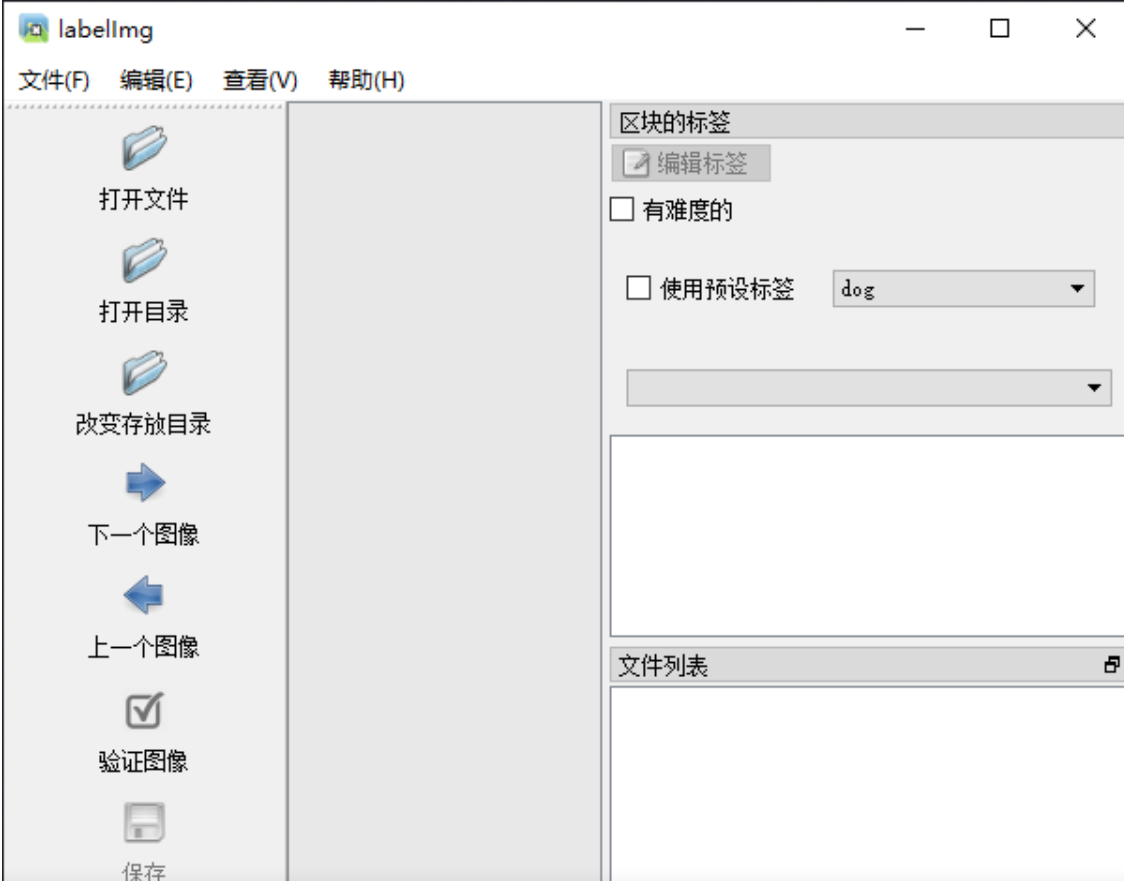 labelImg
文件(F) 编辑(E) 查看(V) 帮助(H)
打开文件
打开目录
改变存放目录
下一个图像
上一个图像
验证图像
保存
区块的标签
编辑标签
有难度的
使用预设标签 dog
文件列表